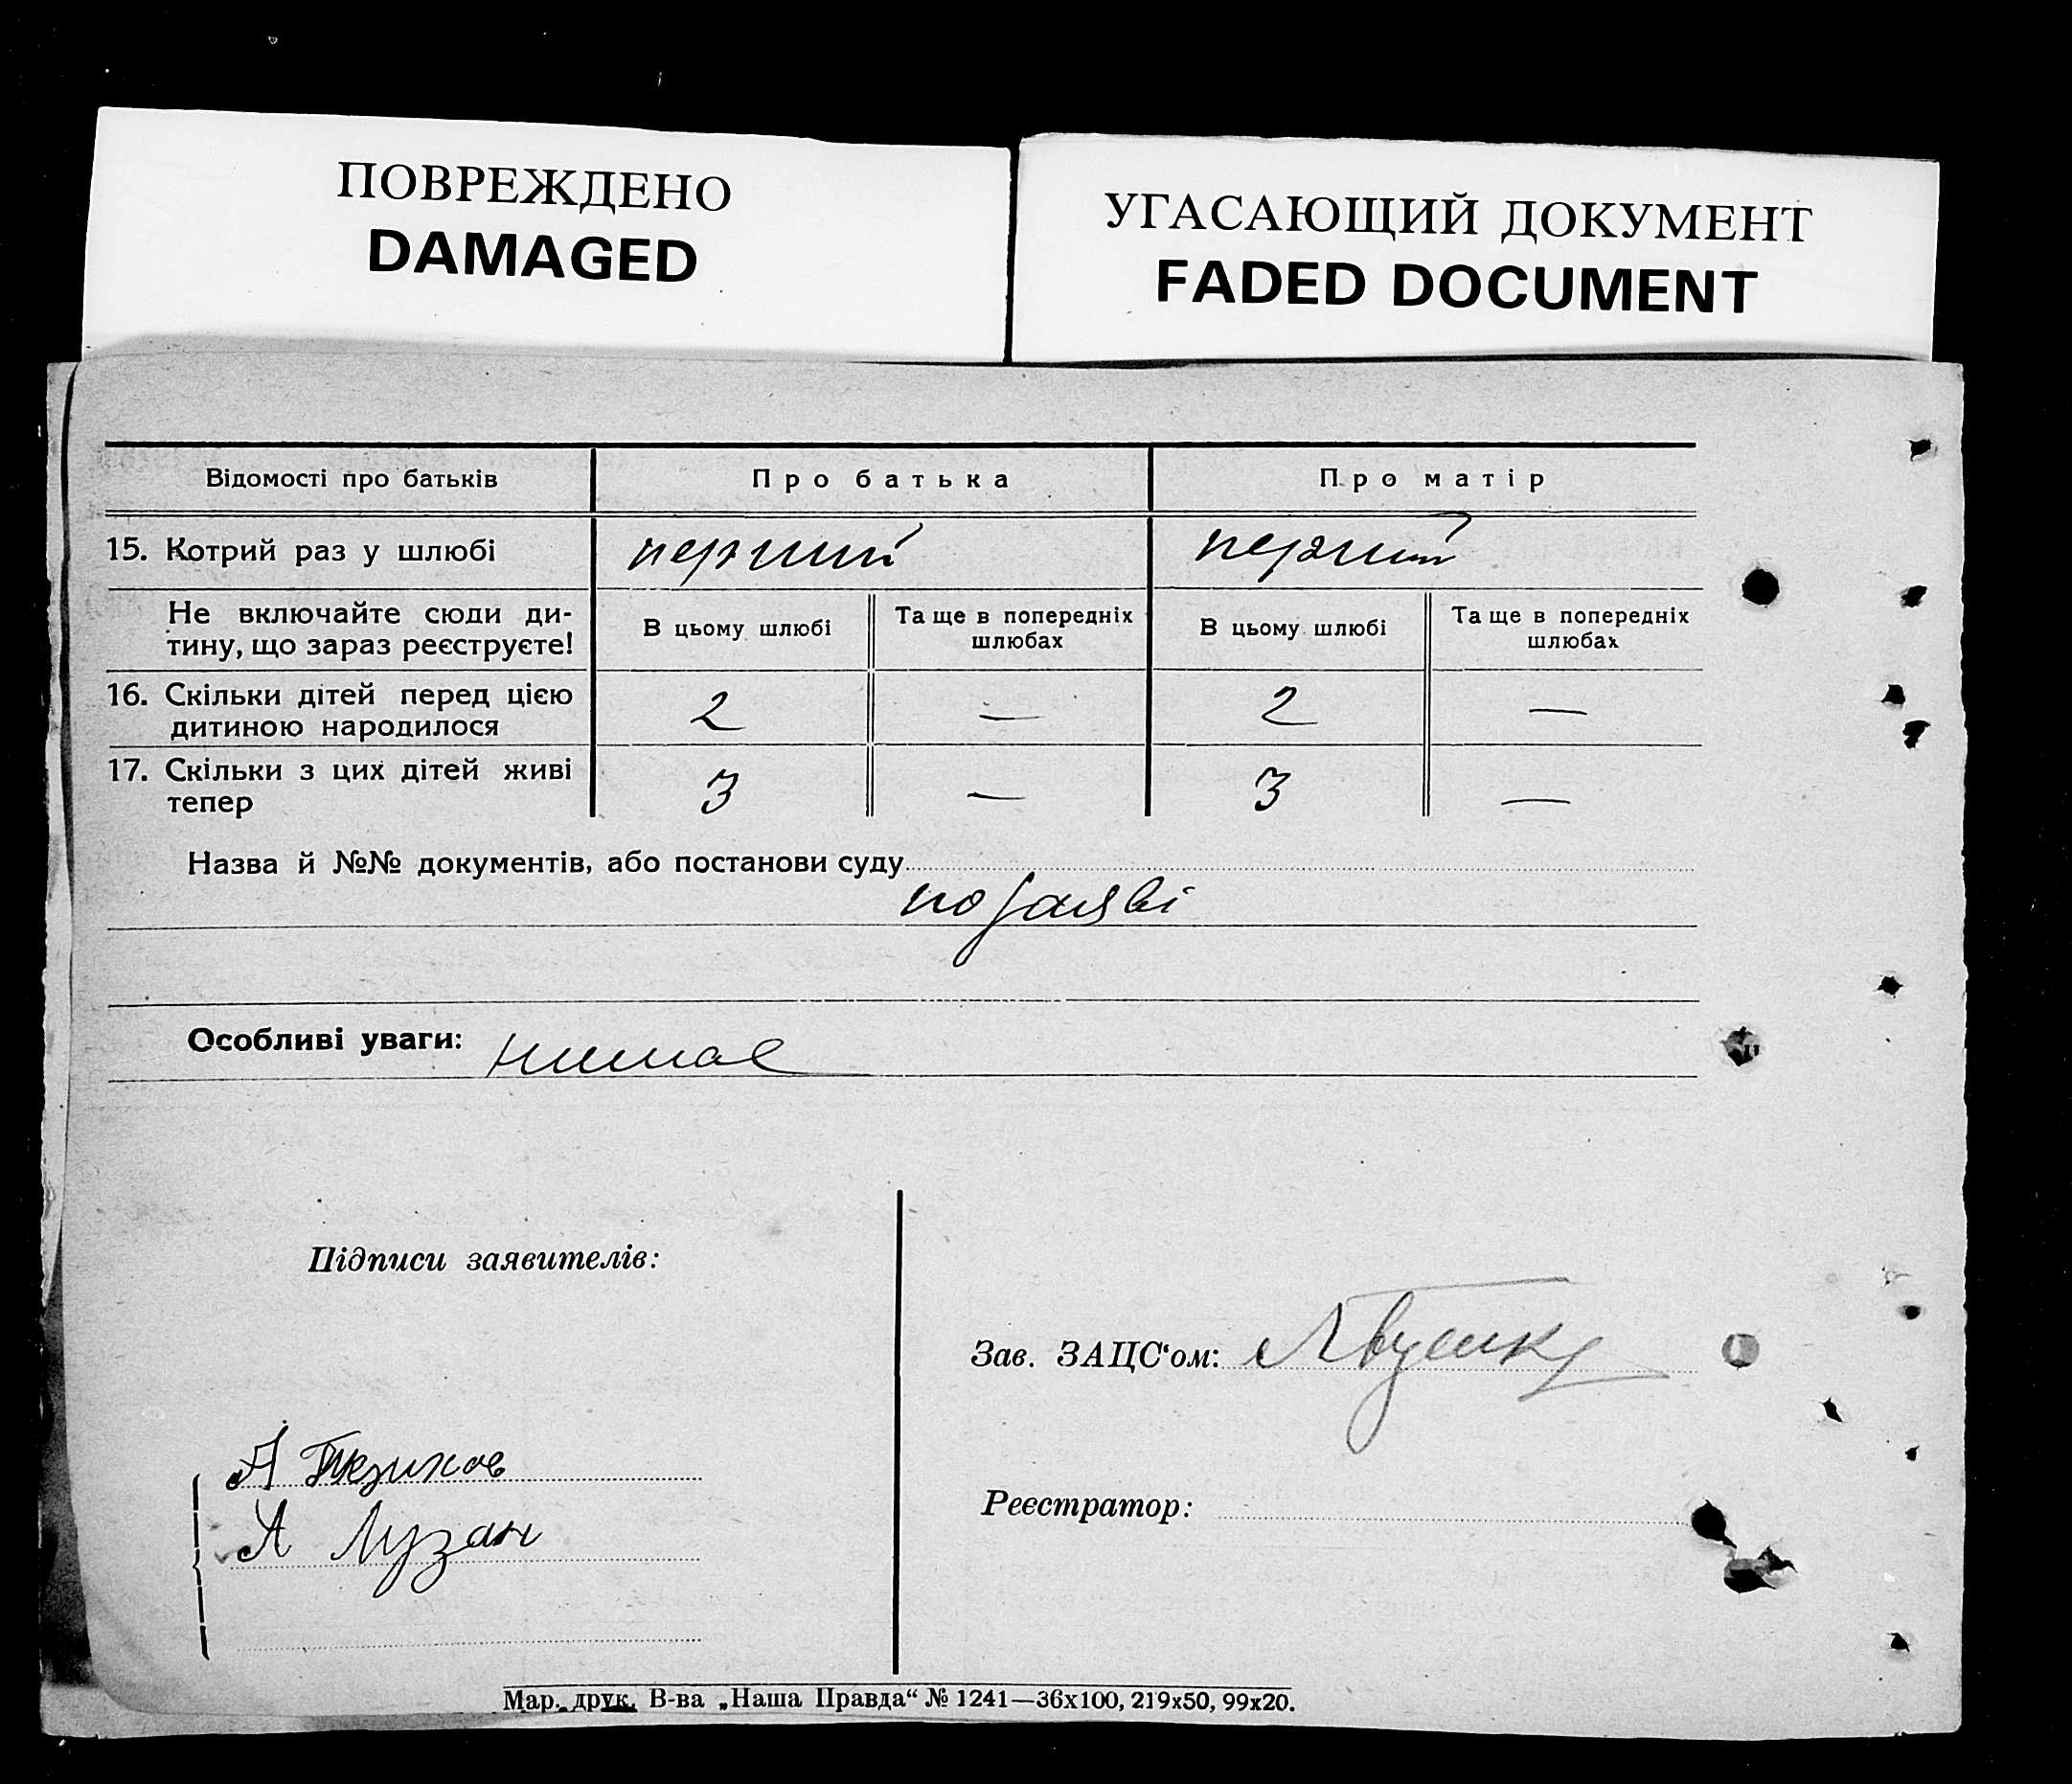 ПОВРЕЖДЕНО
DAMAGED
УГАСАЮЩИЙ ДОКУМЕНТ
FADED DOCUMENT
Відомості про батьків
Про батька
Про матір
15. Котрий раз у шлюбі
перший
перший
Не включайте сюди ди-
тину, що зараз реєструєте!
В цьому шлюбі
Та ще в попередніх
шлюбах
В цьому шлюбі
Та ще в попередніх
шлюбах
16. Скільки дітей перед цією
дитиною народилося
2
—
2
—
17. Скільки з цих дітей живі
тепер
3
—
3
—
Назва й №№ документів, або постанови суду
по заяві
Особливі уваги: нимає
Підписи заявителів:
Зав. ЗАЦС‘ом:
А
А Лузан
Реєстратор:
Мар. друк. В-ва „Наша Правда“ № 1241—36х100, 219х50, 99х20.